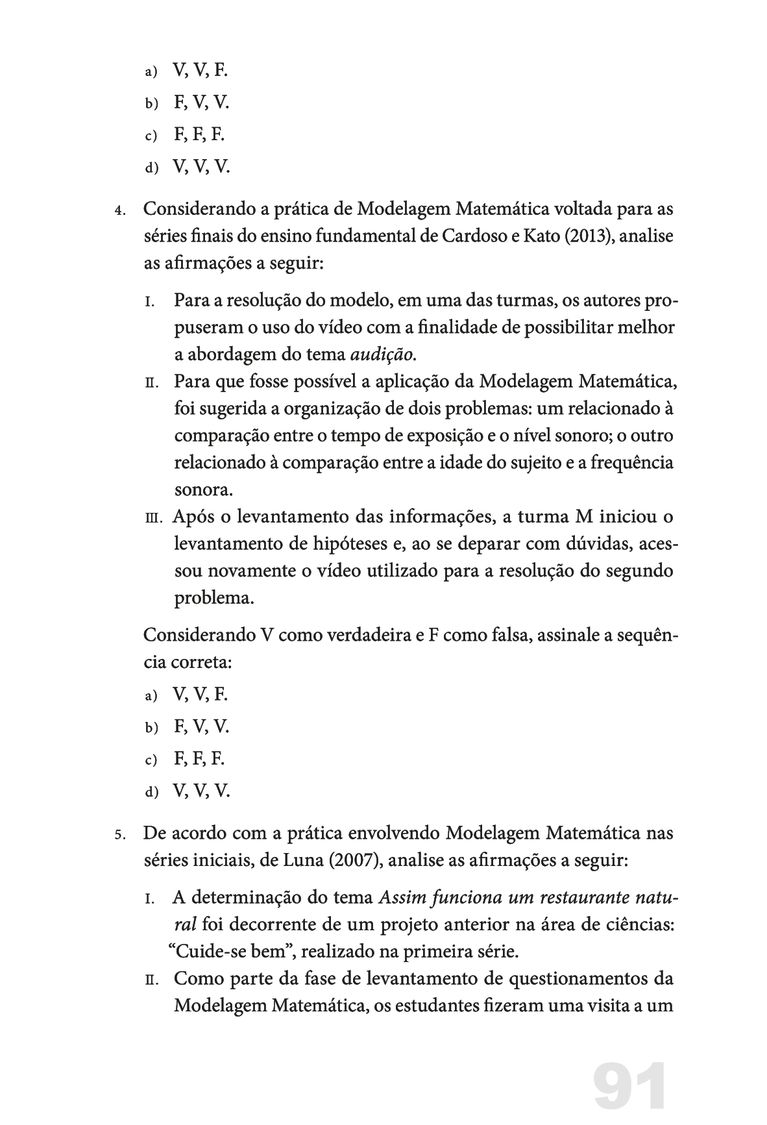 a) V, V, F.
b) F, V, V.
c) F, F, F.
d) V, V, V.
4. Considerando a prática de Modelagem Matemática voltada para as
séries finais do ensino fundamental de Cardoso e Kato (2013), analise
as afirmações a seguir:
I. Para a resolução do modelo, em uma das turmas, os autores pro-
puseram o uso do vídeo com a finalidade de possibilitar melhor
a abordagem do tema audição.
II. Para que fosse possível a aplicação da Modelagem Matemática,
foi sugerida a organização de dois problemas: um relacionado à
comparação entre o tempo de exposição e o nível sonoro; o outro
relacionado à comparação entre a idade do sujeito e a frequência
sonora.
III. Após o levantamento das informações, a turma M iniciou o
levantamento de hipóteses e, ao se deparar com dúvidas, aces-
sou novamente o vídeo utilizado para a resolução do segundo
problema.
Considerando V como verdadeira e F como falsa, assinale a sequên-
cia correta:
a) V, V, F.
b) F, V, V.
c) F, F, F.
d) V, V, V.
5. De acordo com a prática envolvendo Modelagem Matemática nas
séries iniciais, de Luna (2007), analise as afirmações a seguir:
I. A determinação do tema Assim funciona um restaurante natu-
ral foi decorrente de um projeto anterior na área de ciências:
“Cuide-se bem”, realizado na primeira série.
II. Como parte da fase de levantamento de questionamentos da
Modelagem Matemática, os estudantes fizeram uma visita a um
91